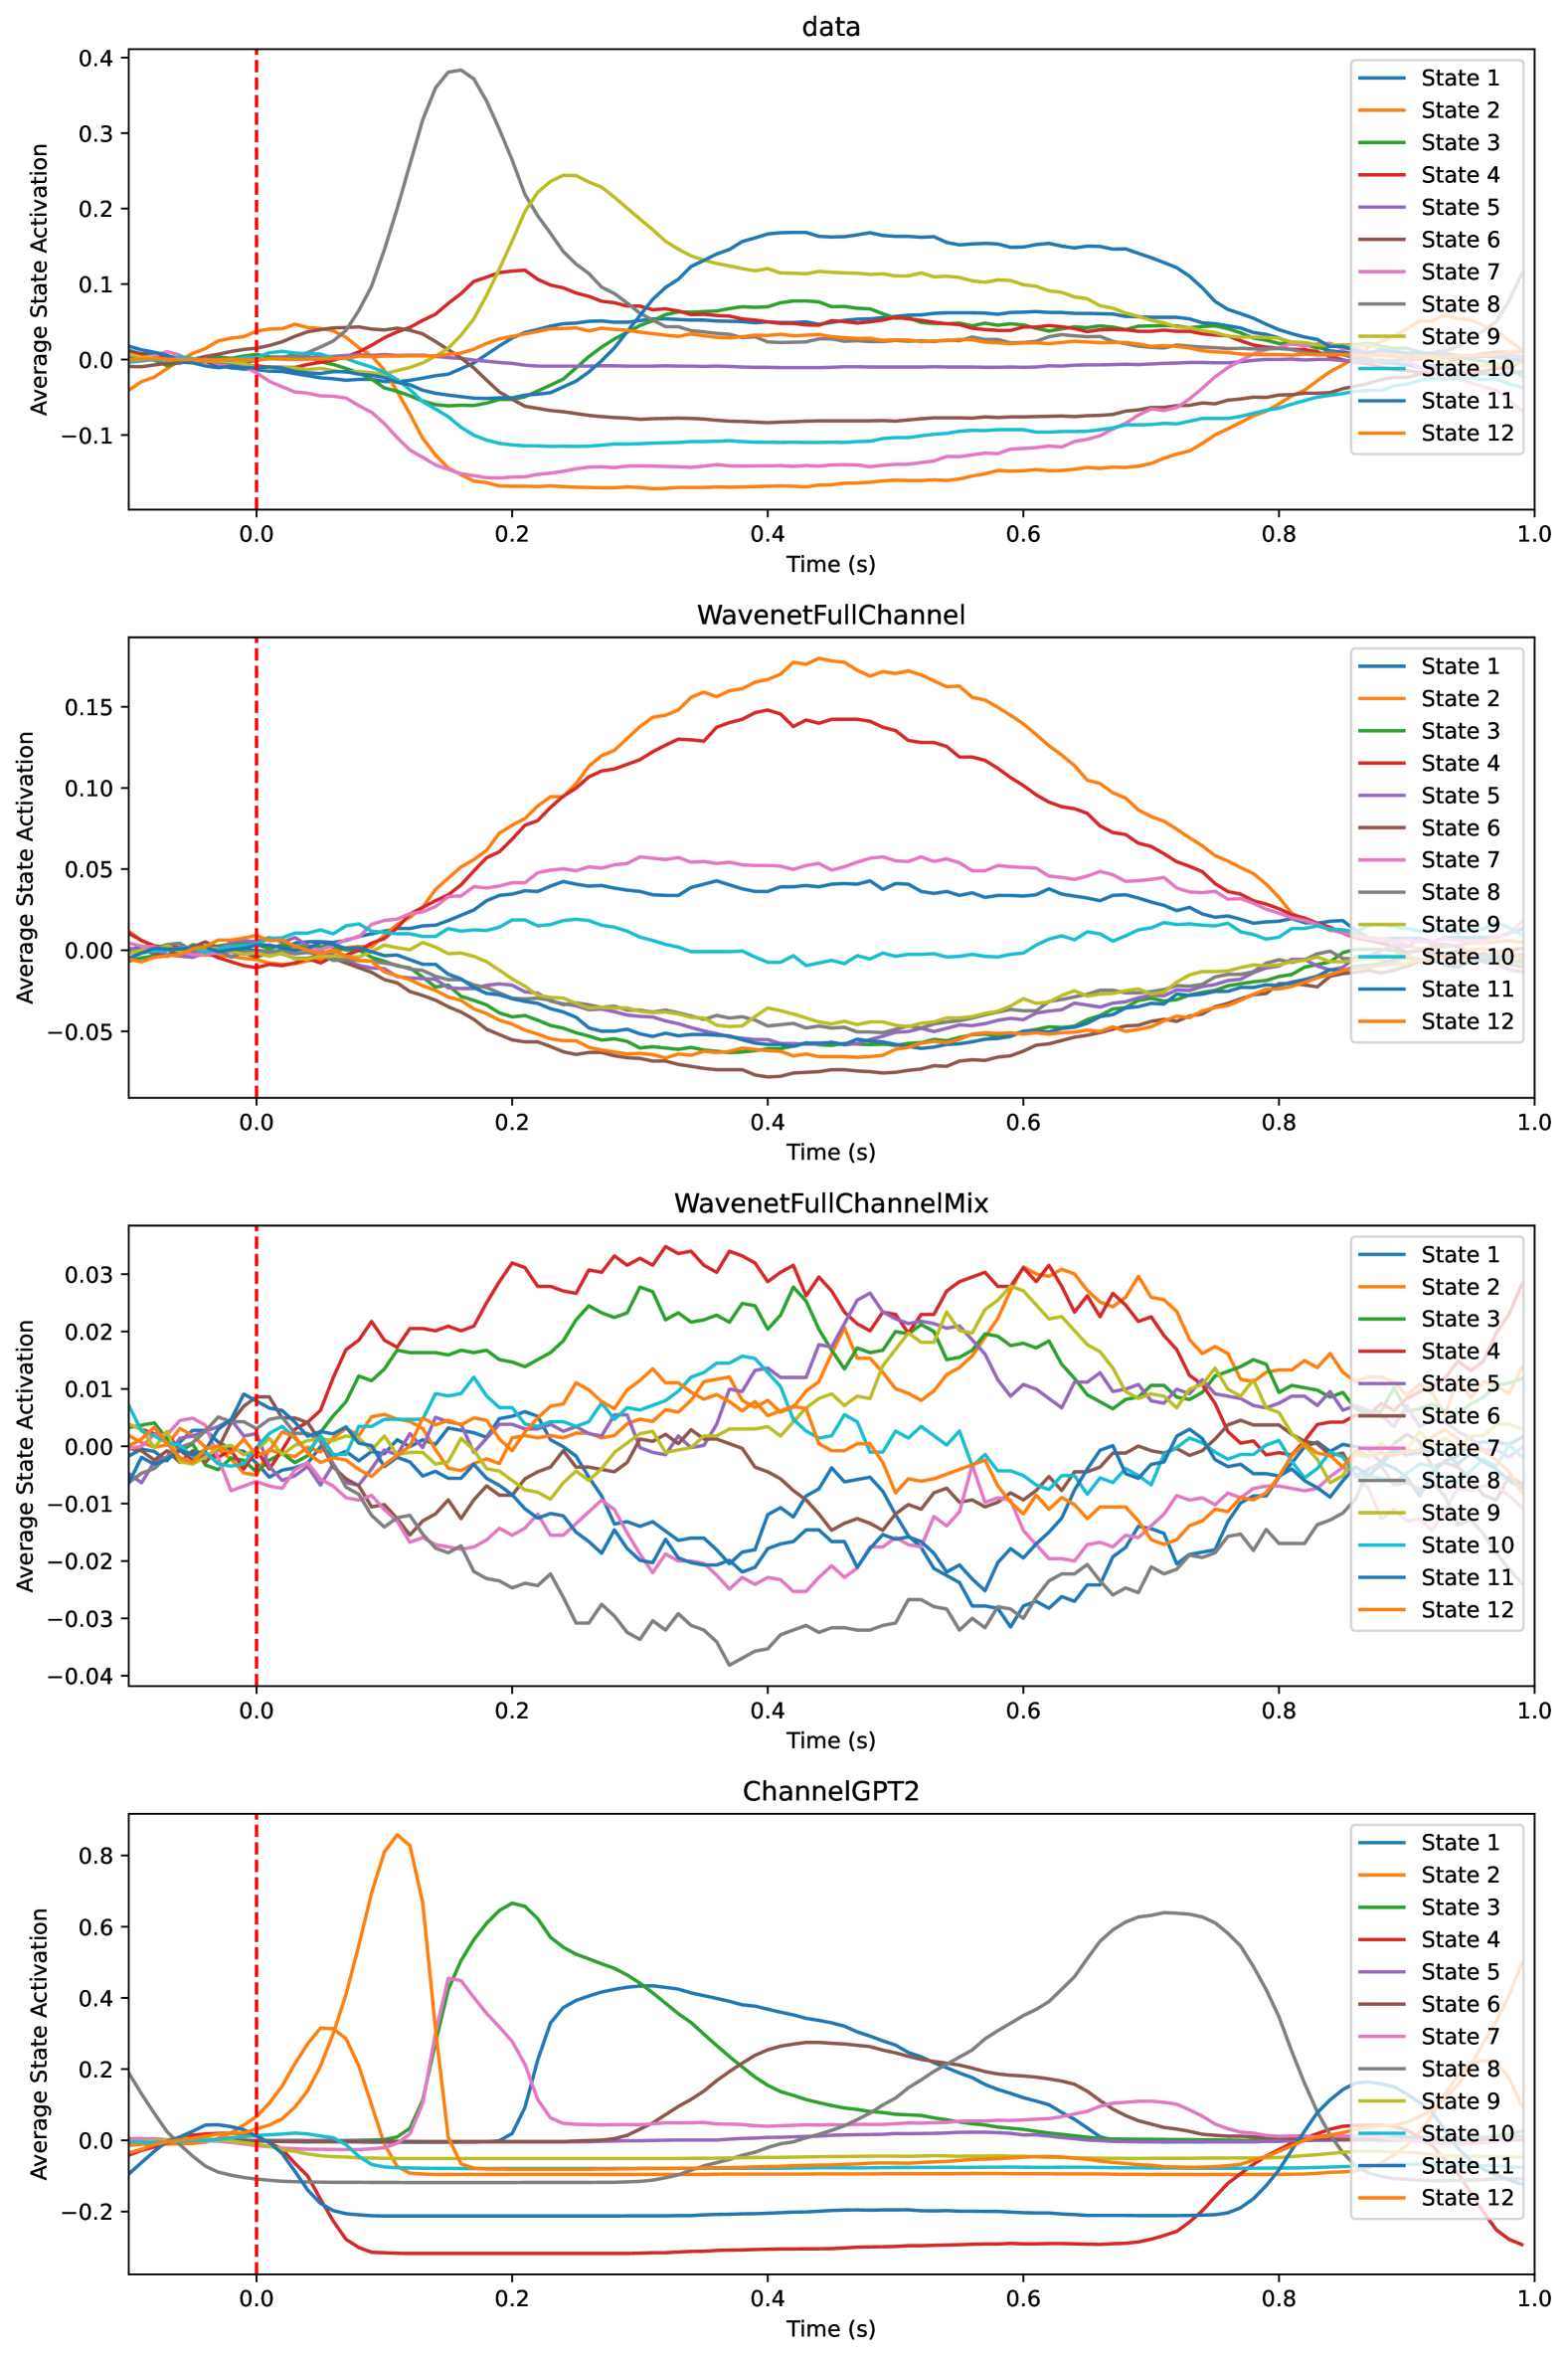 data
Average State Activation
0.4
0.3
0.2
0.1
0.0
−0.1
State 1
State 2
State 3
State 4
State 5
State 6
State 7
State 8
State 9
State 10
State 11
State 12
0.0 0.2 0.4 0.6 0.8 1.0
Time (s)
WavenetFullChannel
Average State Activation
0.15
0.10
0.05
0.00
−0.05
State 1
State 2
State 3
State 4
State 5
State 6
State 7
State 8
State 9
State 10
State 11
State 12
0.0 0.2 0.4 0.6 0.8 1.0
Time (s)
WavenetFullChannelMix
Average State Activation
0.03
0.02
0.01
0.00
−0.01
−0.02
−0.03
−0.04
State 1
State 2
State 3
State 4
State 5
State 6
State 7
State 8
State 9
State 10
State 11
State 12
0.0 0.2 0.4 0.6 0.8 1.0
Time (s)
ChannelGPT2
Average State Activation
0.8
0.6
0.4
0.2
0.0
−0.2
State 1
State 2
State 3
State 4
State 5
State 6
State 7
State 8
State 9
State 10
State 11
State 12
0.0 0.2 0.4 0.6 0.8 1.0
Time (s)